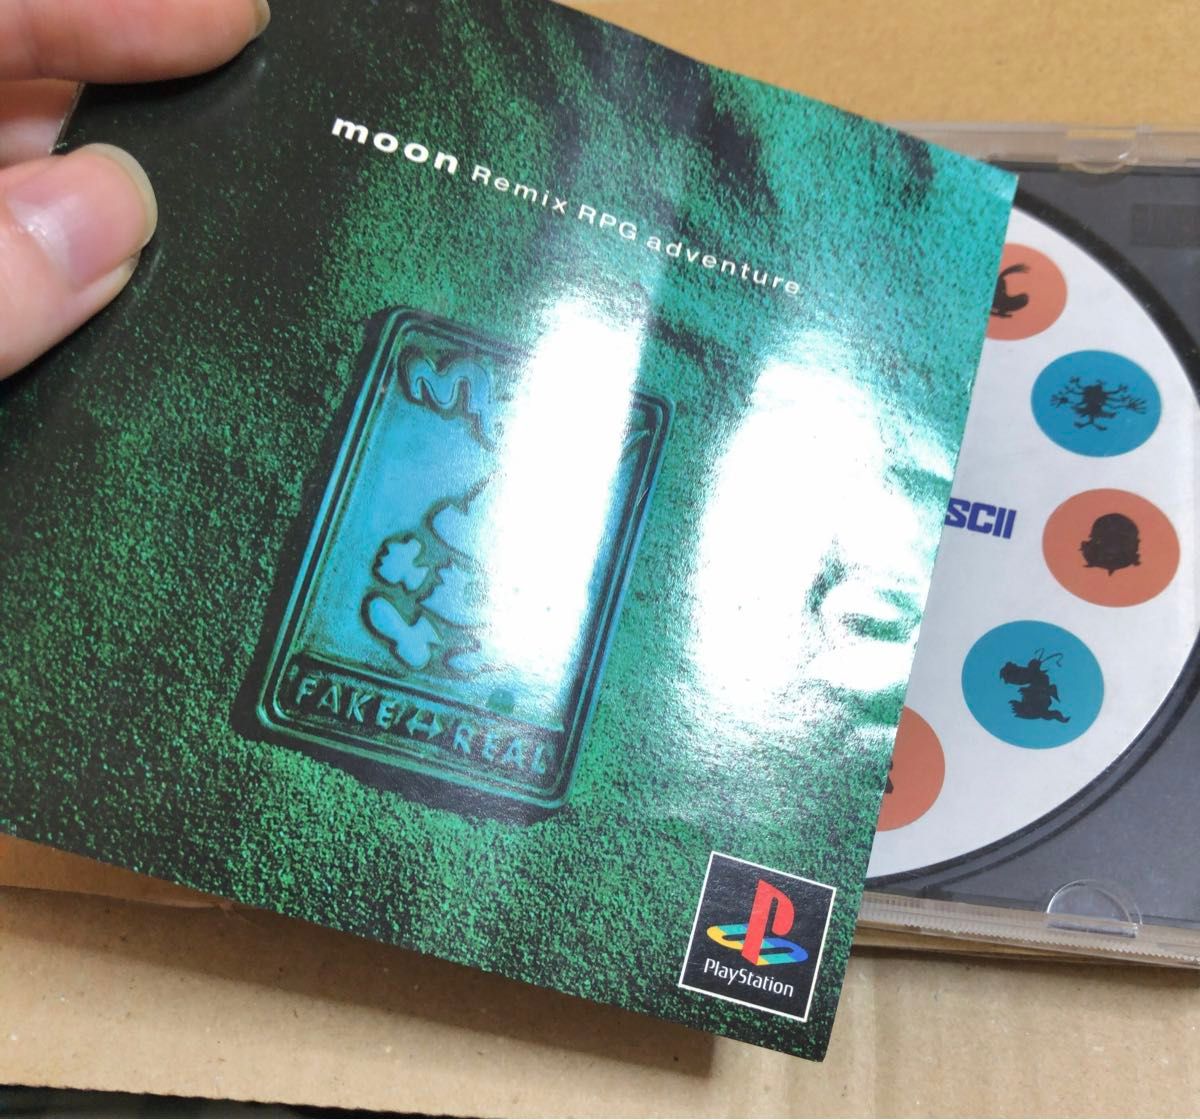 moon Remix RPG adventure
FAKE REAL
SCII
PlayStation